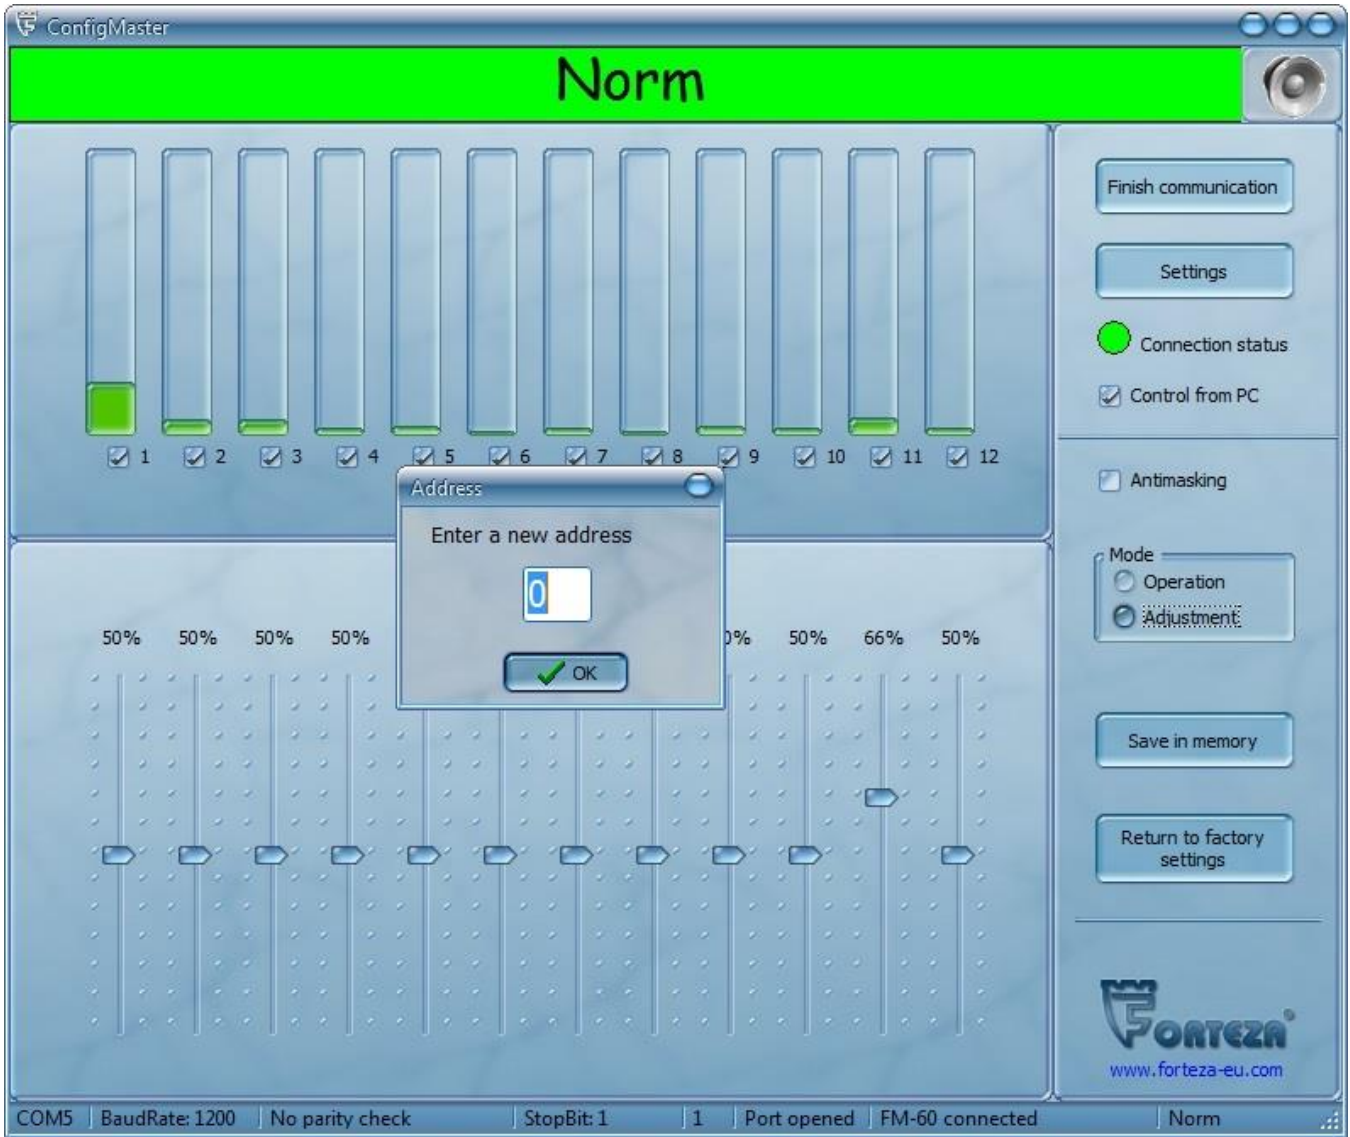 ConfigMaster
Norm
Finish communication
Settings
Connection status
Control from PC
1 2 3 4 5 6 7 8 9 10 11 12
Antimasking
Address
Enter a new address
0
OK
Mode
Operation
Adjustment
50% 50% 50% 50% 50% 66% 50%
Save in memory
Return to factory
settings
FORTEZA
www.forteza-eu.com
COM5 BaudRate: 1200 No parity check StopBit: 1 1 Port opened FM-60 connected Norm